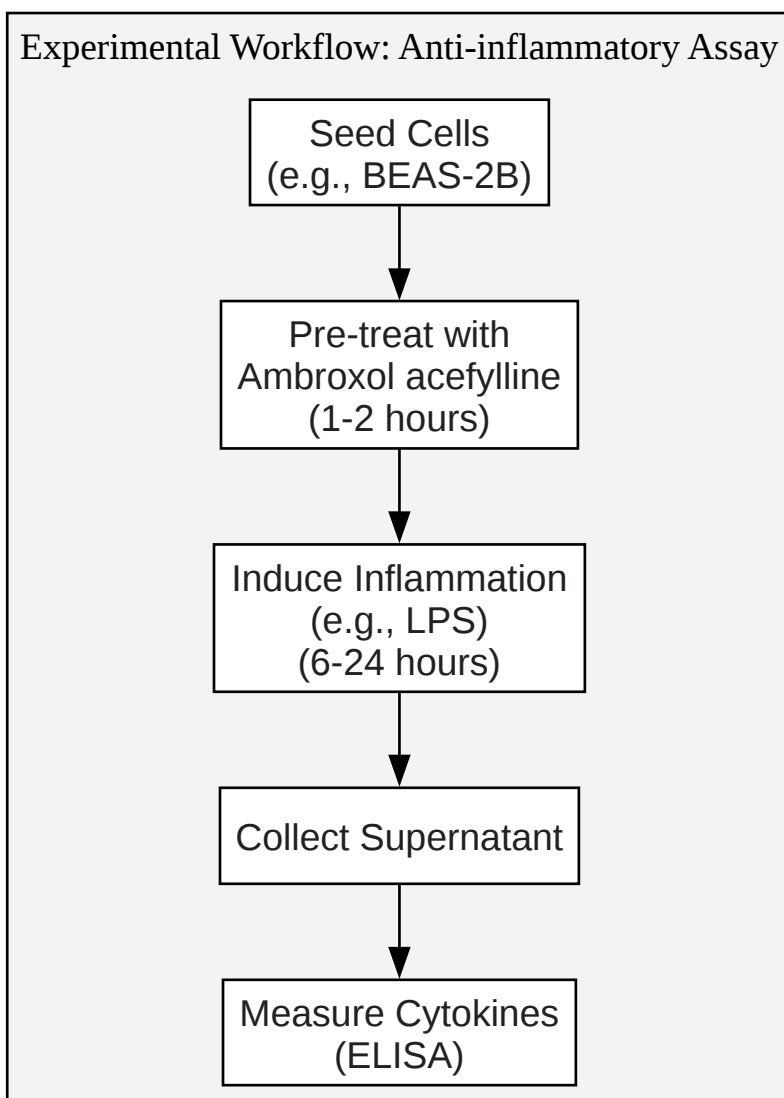 Experimental Workflow: Anti-inflammatory Assay
Seed Cells
(e.g., BEAS-2B)
Pre-treat with
Ambroxol acefylline
(1-2 hours)
Induce Inflammation
(e.g., LPS)
(6-24 hours)
Collect Supernatant
Measure Cytokines
(ELISA)